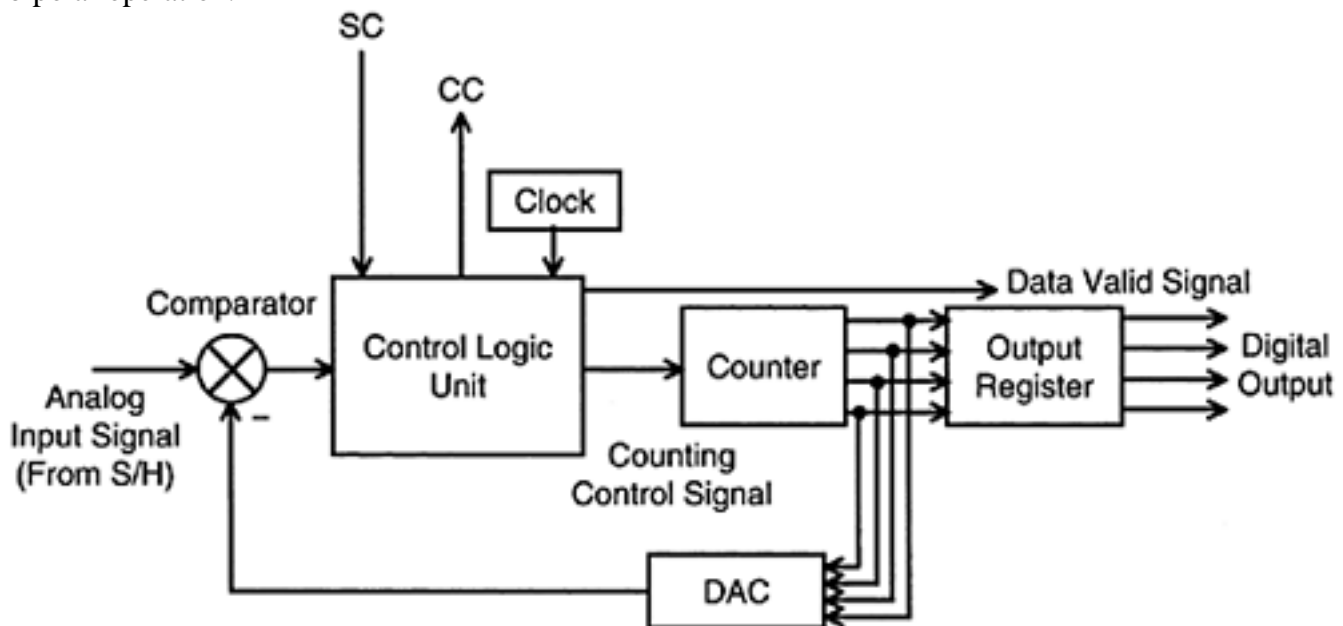 SC
CC
Clock
Data Valid Signal
Comparator
Control Logic
Unit
Counter
Output
Register
Digital
Output
Analog
Input Signal
(From S/H)
–
Counting
Control Signal
DAC